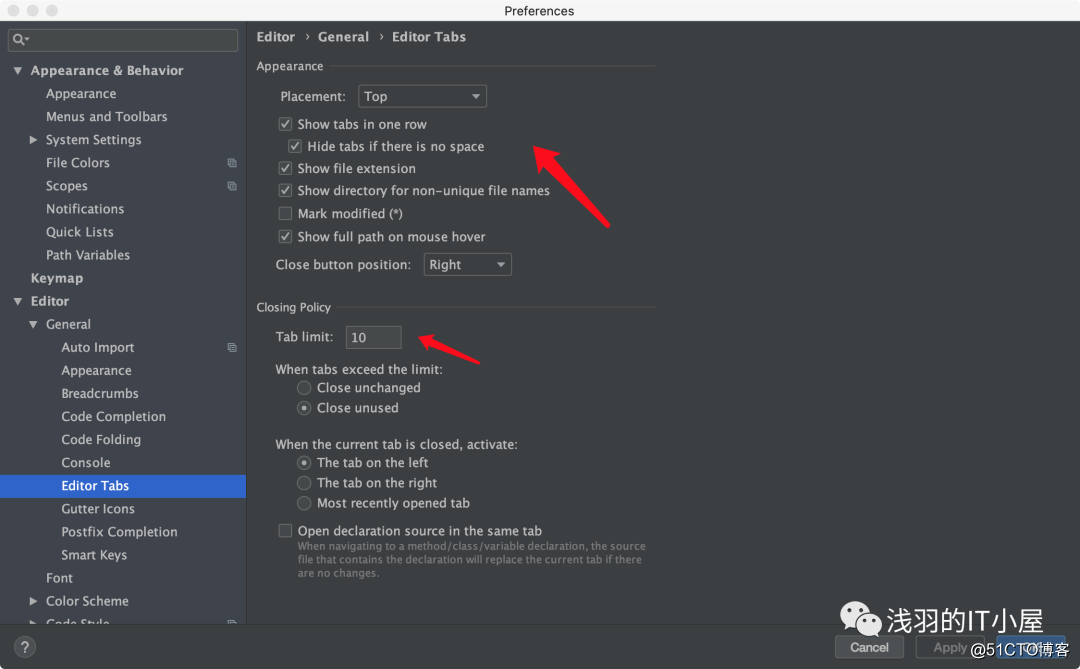 Preferences
Editor › General › Editor Tabs
Appearance & Behavior
Appearance
Menus and Toolbars
System Settings
File Colors
Scopes
Notifications
Quick Lists
Path Variables
Keymap
Editor
General
Auto Import
Appearance
Breadcrumbs
Code Completion
Code Folding
Console
Editor Tabs
Gutter Icons
Postfix Completion
Smart Keys
Font
Color Scheme
Code Style
Appearance
Placement: Top
Show tabs in one row
Hide tabs if there is no space
Show file extension
Show directory for non-unique file names
Mark modified (*)
Show full path on mouse hover
Close button position: Right
Closing Policy
Tab limit: 10
When tabs exceed the limit:
Close unchanged
Close unused
When the current tab is closed, activate:
The tab on the left
The tab on the right
Most recently opened tab
Open declaration source in the same tab
When navigating to a method/class/variable declaration, the source
file that contains the declaration will replace the current tab if there
are no changes.
浅羽的IT小屋
?
Cancel
Apply
@51CTO博客